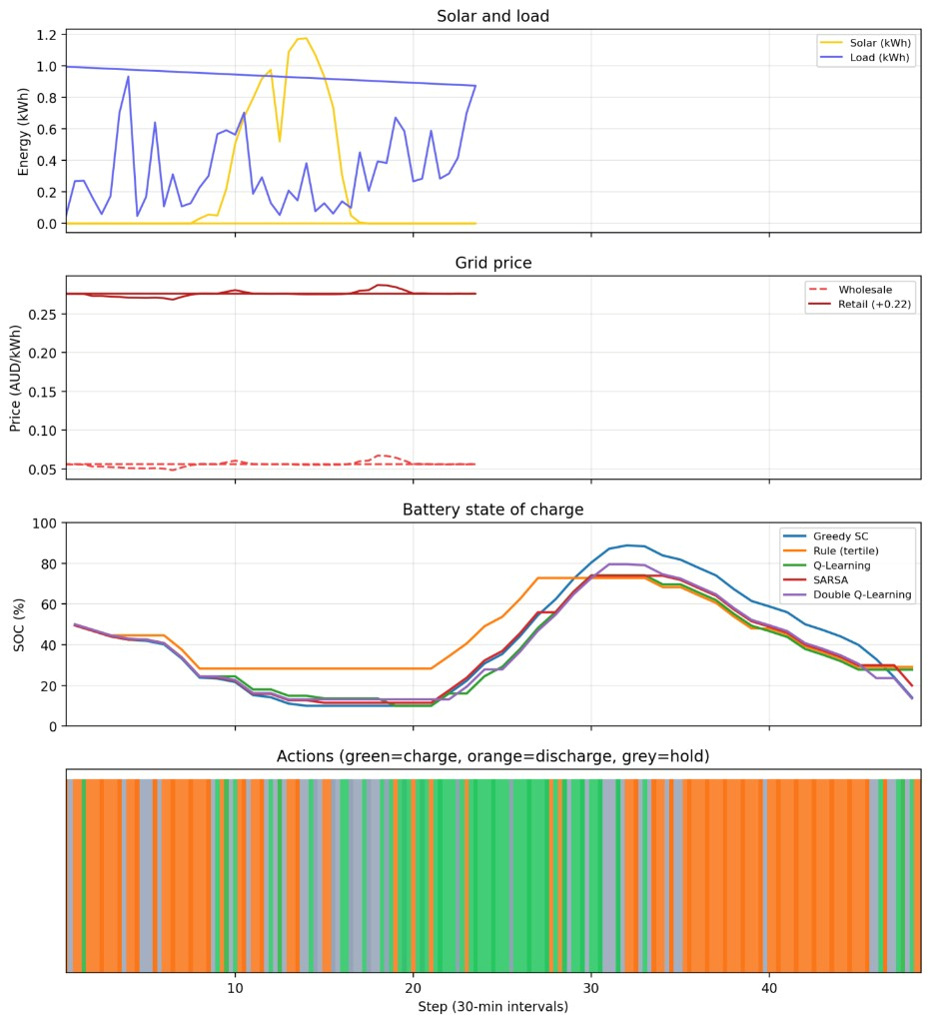 Solar and load
Energy (kWh)
1.2
1.0
0.8
0.6
0.4
0.2
0.0
Solar (kWh)
Load (kWh)
Grid price
Price (AUD/kWh)
0.25
0.20
0.15
0.10
0.05
Wholesale
Retail (+0.22)
Battery state of charge
SOC (%)
100
80
60
40
20
0
Greedy SC
Rule (tertile)
Q-Learning
SARSA
Double Q-Learning
Actions (green=charge, orange=discharge, grey=hold)
10
20
30
40
Step (30-min intervals)